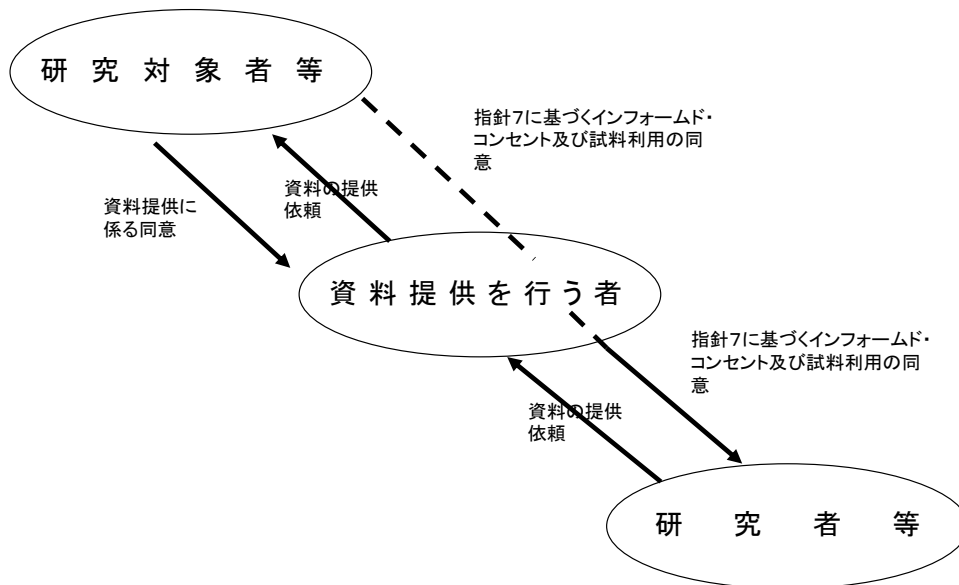 研究対象者等
指針7に基づくインフォームド・
コンセント及び試料利用の同
意
資料の提供
依頼
資料提供に
係る同意
資料提供を行う者
指針7に基づくインフォームド・
コンセント及び試料利用の同
意
資料の提供
依頼
研究者等